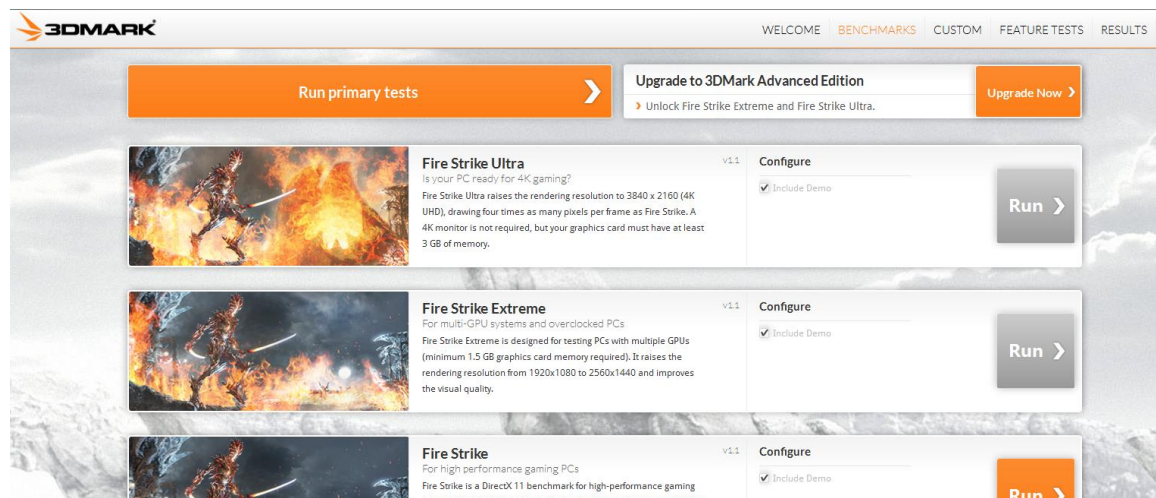 3DMARK
WELCOME BENCHMARKS CUSTOM FEATURE TESTS RESULTS
Run primary tests
Upgrade to 3DMark Advanced Edition
Unlock Fire Strike Extreme and Fire Strike Ultra.
Upgrade Now
Fire Strike Ultra
v1.1
Is your PC ready for 4K gaming?
Fire Strike Ultra raises the rendering resolution to 3840 x 2160 (4K
UHD), drawing four times as many pixels per frame as Fire Strike. A
4K monitor is not required, but your graphics card must have at least
3 GB of memory.
Configure
Include Demo
Run
Fire Strike Extreme
v1.1
For multi-GPU systems and overclocked PCs
Fire Strike Extreme is designed for testing PCs with multiple GPUs
(minimum 1.5 GB graphics card memory required). It raises the
rendering resolution from 1920x1080 to 2560x1440 and improves
the visual quality.
Configure
Include Demo
Run
Fire Strike
v1.1
For high performance gaming PCs
Fire Strike is a DirectX 11 benchmark for high-performance gaming
Configure
Include Demo
Run